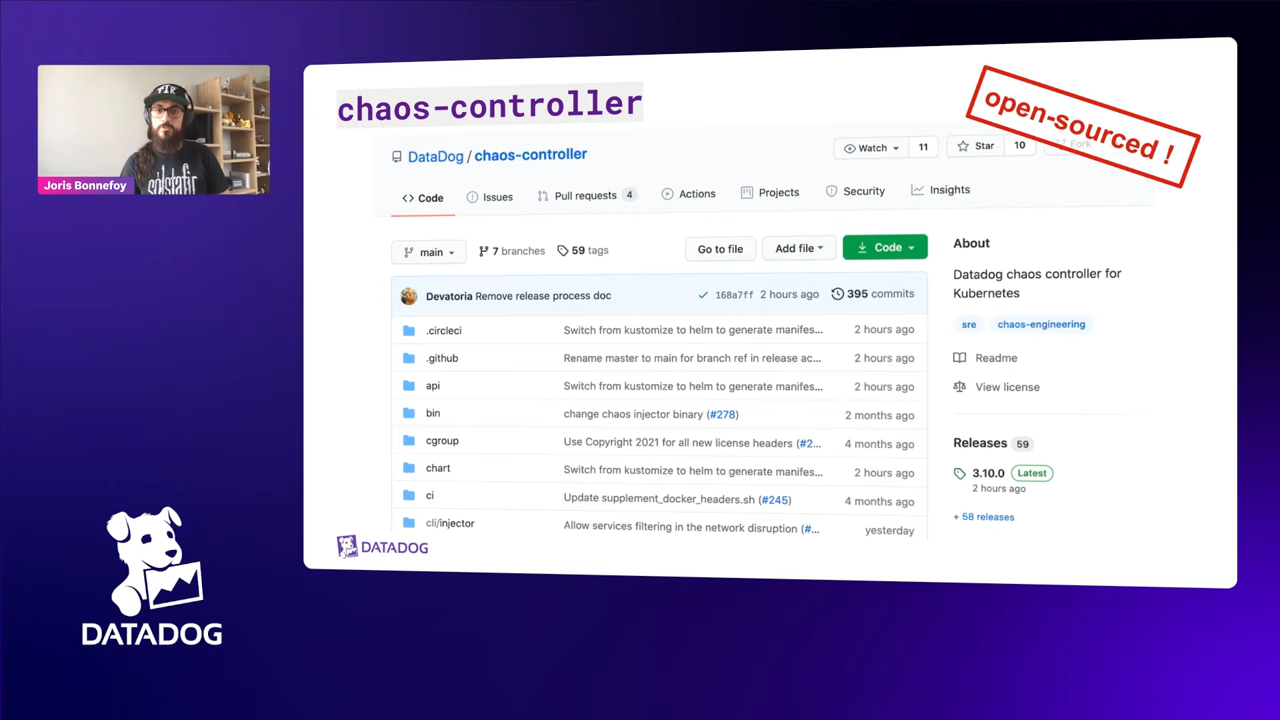 Joris Bonnefoy
DATADOG
chaos-controller
open-sourced !
DataDog / chaos-controller
Watch 11 Star 10 Fork
Code Issues Pull requests 4 Actions Projects Security Insights
main 7 branches 59 tags Go to file Add file Code
Devatoria Remove release process doc 168a7ff 2 hours ago 395 commits
.circleci Switch from kustomize to helm to generate manifes... 2 hours ago
.github Rename master to main for branch ref in release ac... 2 hours ago
api Switch from kustomize to helm to generate manifes... 2 hours ago
bin change chaos injector binary (#278) 2 months ago
cgroup Use Copyright 2021 for all new license headers (#2... 4 months ago
chart Switch from kustomize to helm to generate manifes... 2 hours ago
ci Update supplement_docker_headers.sh (#245) 4 months ago
cli/injector Allow services filtering in the network disruption (#... yesterday
About
Datadog chaos controller for
Kubernetes
sre chaos-engineering
Readme
View license
Releases 59
3.10.0 Latest
2 hours ago
+ 58 releases
DATADOG